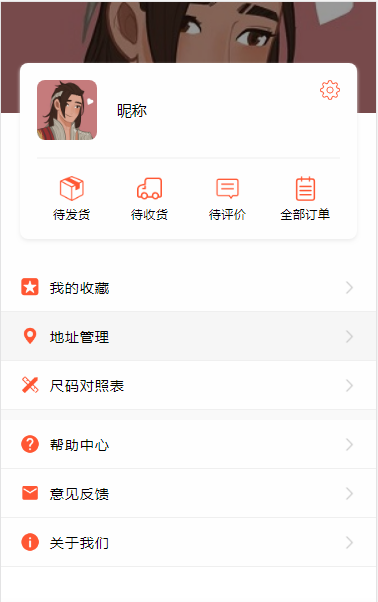 昵称
待发货 待收货 待评价 全部订单
我的收藏
地址管理
尺码对照表
帮助中心
意见反馈
关于我们